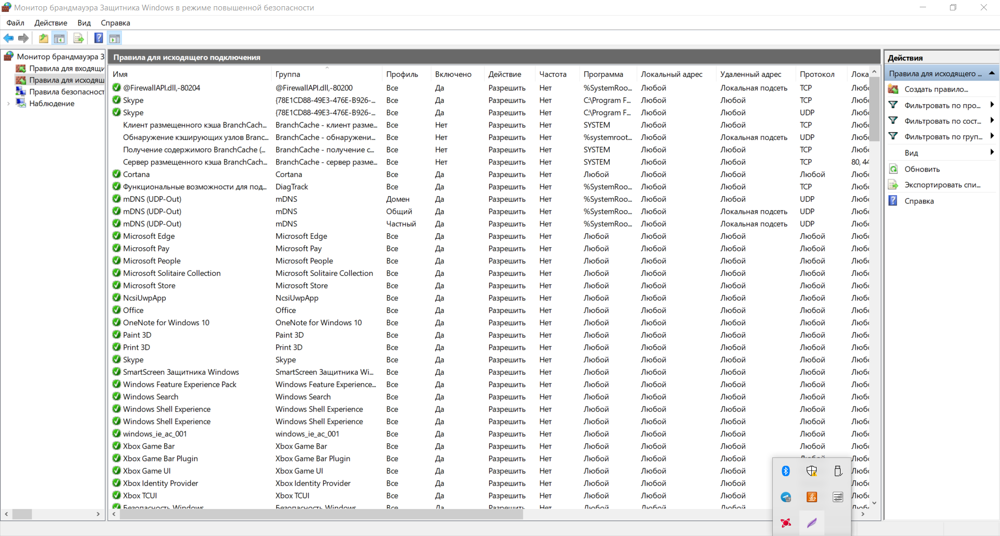 Монитор брандмауэра Защитника Windows в режиме повышенной безопасности
Файл Действие Вид Справка
Монитор брандмауэра З
Правила для входящи
Правила для исходящ
Правила безопасност
Наблюдение
Правила для исходящего подключения
Имя Группа Профиль Включено Действие Частота Программа Локальный адрес Удаленный адрес Протокол Лока
@FirewallAPI.dll,-80204 @FirewallAPI.dll,-80200 Все Да Разрешить Нет %SystemRoo... Любой Локальная подсеть TCP Любо
Skype {78E1CD88-49E3-476E-B926-... Все Да Разрешить Нет C:\Program F... Любой Любой TCP Любо
Skype {78E1CD88-49E3-476E-B926-... Все Да Разрешить Нет C:\Program F... Любой Любой UDP Любо
Клиент размещенного кэша BranchCach... BranchCache - клиент разме... Все Нет Разрешить Нет SYSTEM Любой Любой TCP Любо
Обнаружение кэширующих узлов Branc... BranchCache - обнаружени... Все Нет Разрешить Нет %systemroot... Любой Локальная подсеть UDP Любо
Получение содержимого BranchCache (... BranchCache - получение с... Все Нет Разрешить Нет SYSTEM Любой Любой TCP Любо
Сервер размещенного кэша BranchCach... BranchCache - сервер разме... Все Нет Разрешить Нет SYSTEM Любой Любой TCP 80, 44
Cortana Cortana Все Да Разрешить Нет Любой Любой Любой Любой Любо
Функциональные возможности для под... DiagTrack Все Да Разрешить Нет %SystemRoo... Любой Любой TCP Любо
mDNS (UDP-Out) mDNS Домен Да Разрешить Нет %SystemRoo... Любой Любой UDP Любо
mDNS (UDP-Out) mDNS Общий Да Разрешить Нет %SystemRoo... Любой Локальная подсеть UDP Любо
mDNS (UDP-Out) mDNS Частный Да Разрешить Нет %SystemRoo... Любой Локальная подсеть UDP Любо
Microsoft Edge Microsoft Edge Все Да Разрешить Нет Любой Любой Любой Любой Любо
Microsoft Pay Microsoft Pay Все Да Разрешить Нет Любой Любой Любой Любой Любо
Microsoft People Microsoft People Все Да Разрешить Нет Любой Любой Любой Любой Любо
Microsoft Solitaire Collection Microsoft Solitaire Collection Все Да Разрешить Нет Любой Любой Любой Любой Любо
Microsoft Store Microsoft Store Все Да Разрешить Нет Любой Любой Любой Любой Любо
NcsiUwpApp NcsiUwpApp Все Да Разрешить Нет Любой Любой Любой Любой Любо
Office Office Все Да Разрешить Нет Любой Любой Любой Любой Любо
OneNote for Windows 10 OneNote for Windows 10 Все Да Разрешить Нет Любой Любой Любой Любой Любо
Paint 3D Paint 3D Все Да Разрешить Нет Любой Любой Любой Любой Любо
Print 3D Print 3D Все Да Разрешить Нет Любой Любой Любой Любой Любо
Skype Skype Все Да Разрешить Нет Любой Любой Любой Любой Любо
SmartScreen Защитника Windows SmartScreen Защитника Wi... Все Да Разрешить Нет Любой Любой Любой Любой Любо
Windows Feature Experience Pack Windows Feature Experience... Все Да Разрешить Нет Любой Любой Любой Любой Любо
Windows Search Windows Search Все Да Разрешить Нет Любой Любой Любой Любой Любо
Windows Shell Experience Windows Shell Experience Все Да Разрешить Нет Любой Любой Любой Любой Любо
Windows Shell Experience Windows Shell Experience Все Да Разрешить Нет Любой Любой Любой Любой Любо
windows_ie_ac_001 windows_ie_ac_001 Все Да Разрешить Нет Любой Любой Любой Любой Любо
Xbox Game Bar Xbox Game Bar Все Да Разрешить Нет Любой Любой Любой Любой Любо
Xbox Game Bar Plugin Xbox Game Bar Plugin Все Да Разрешить Нет Любой Любой Любой Любой Любо
Xbox Game UI Xbox Game UI Все Да Разрешить Нет Любой Любой Любой Любо
Xbox Identity Provider Xbox Identity Provider Все Да Разрешить Нет Любой Любой Любой Любо
Xbox TCUI Xbox TCUI Все Да Разрешить Нет Любой Любой Любой Любо
Безопасность Windows Безопасность Windows Все Да Разрешить Нет Любой Любой Любой Любо
Действия
Правила для исходящего ...
Создать правило...
Фильтровать по про...
Фильтровать по сост...
Фильтровать по груп...
Вид
Обновить
Экспортировать спи...
Справка